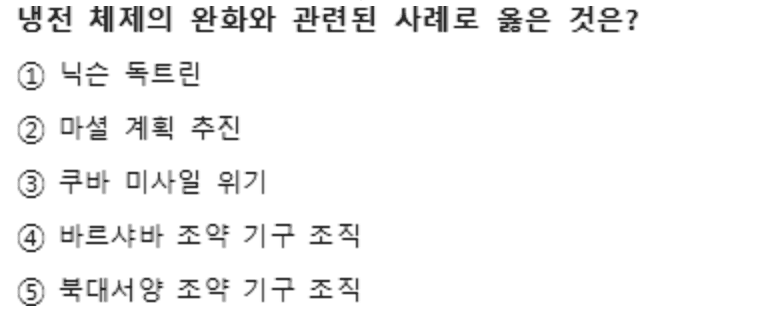 냉전 체제의 완화와 관련된 사례로 옳은 것은?
① 닉슨 독트린
② 마셜 계획 추진
③ 쿠바 미사일 위기
④ 바르샤바 조약 기구 조직
⑤ 북대서양 조약 기구 조직